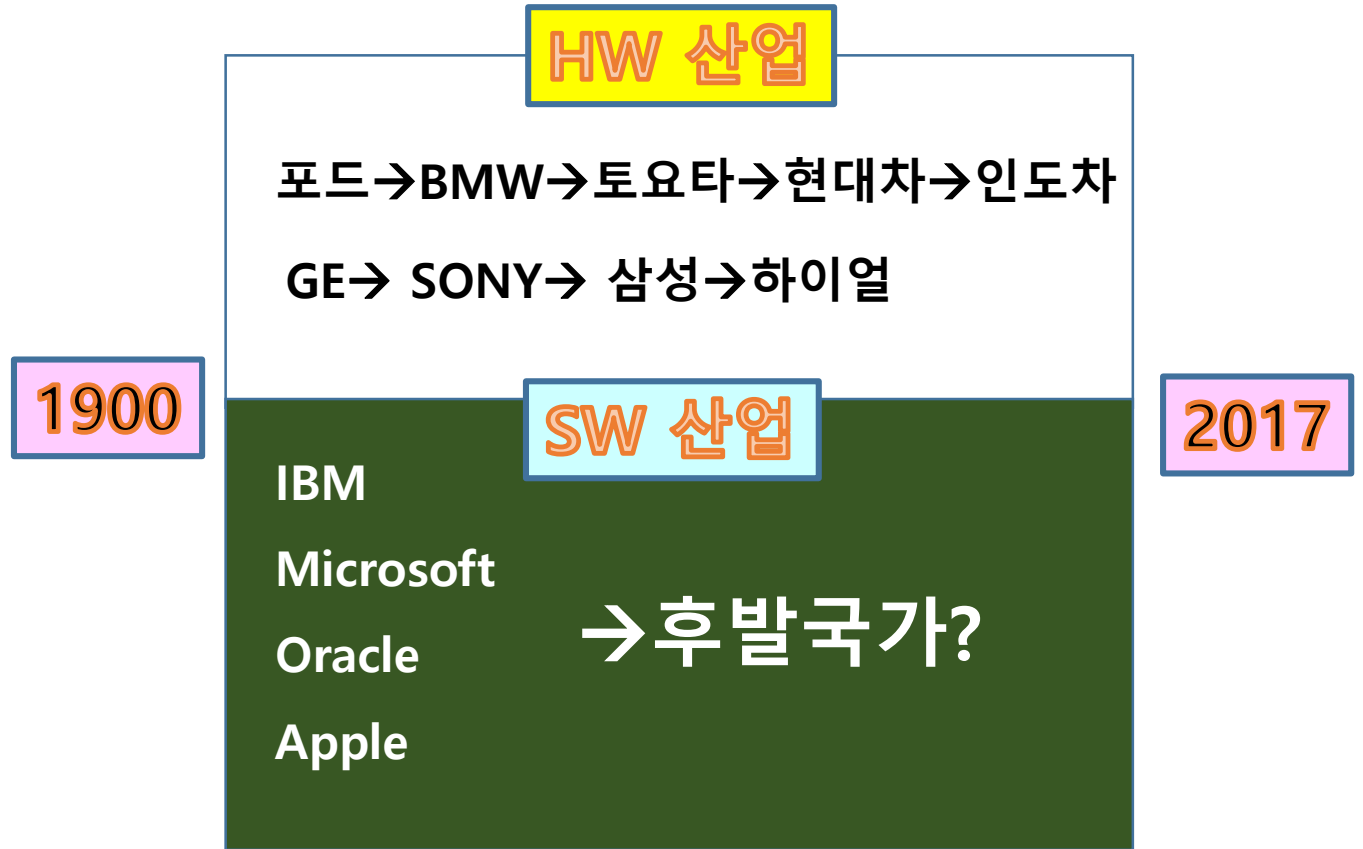 HW 산업
포드→BMW→토요타→현대차→인도차
GE→ SONY→ 삼성→하이얼
1900
SW 산업
2017
IBM
Microsoft
→후발국가?
Oracle
Apple